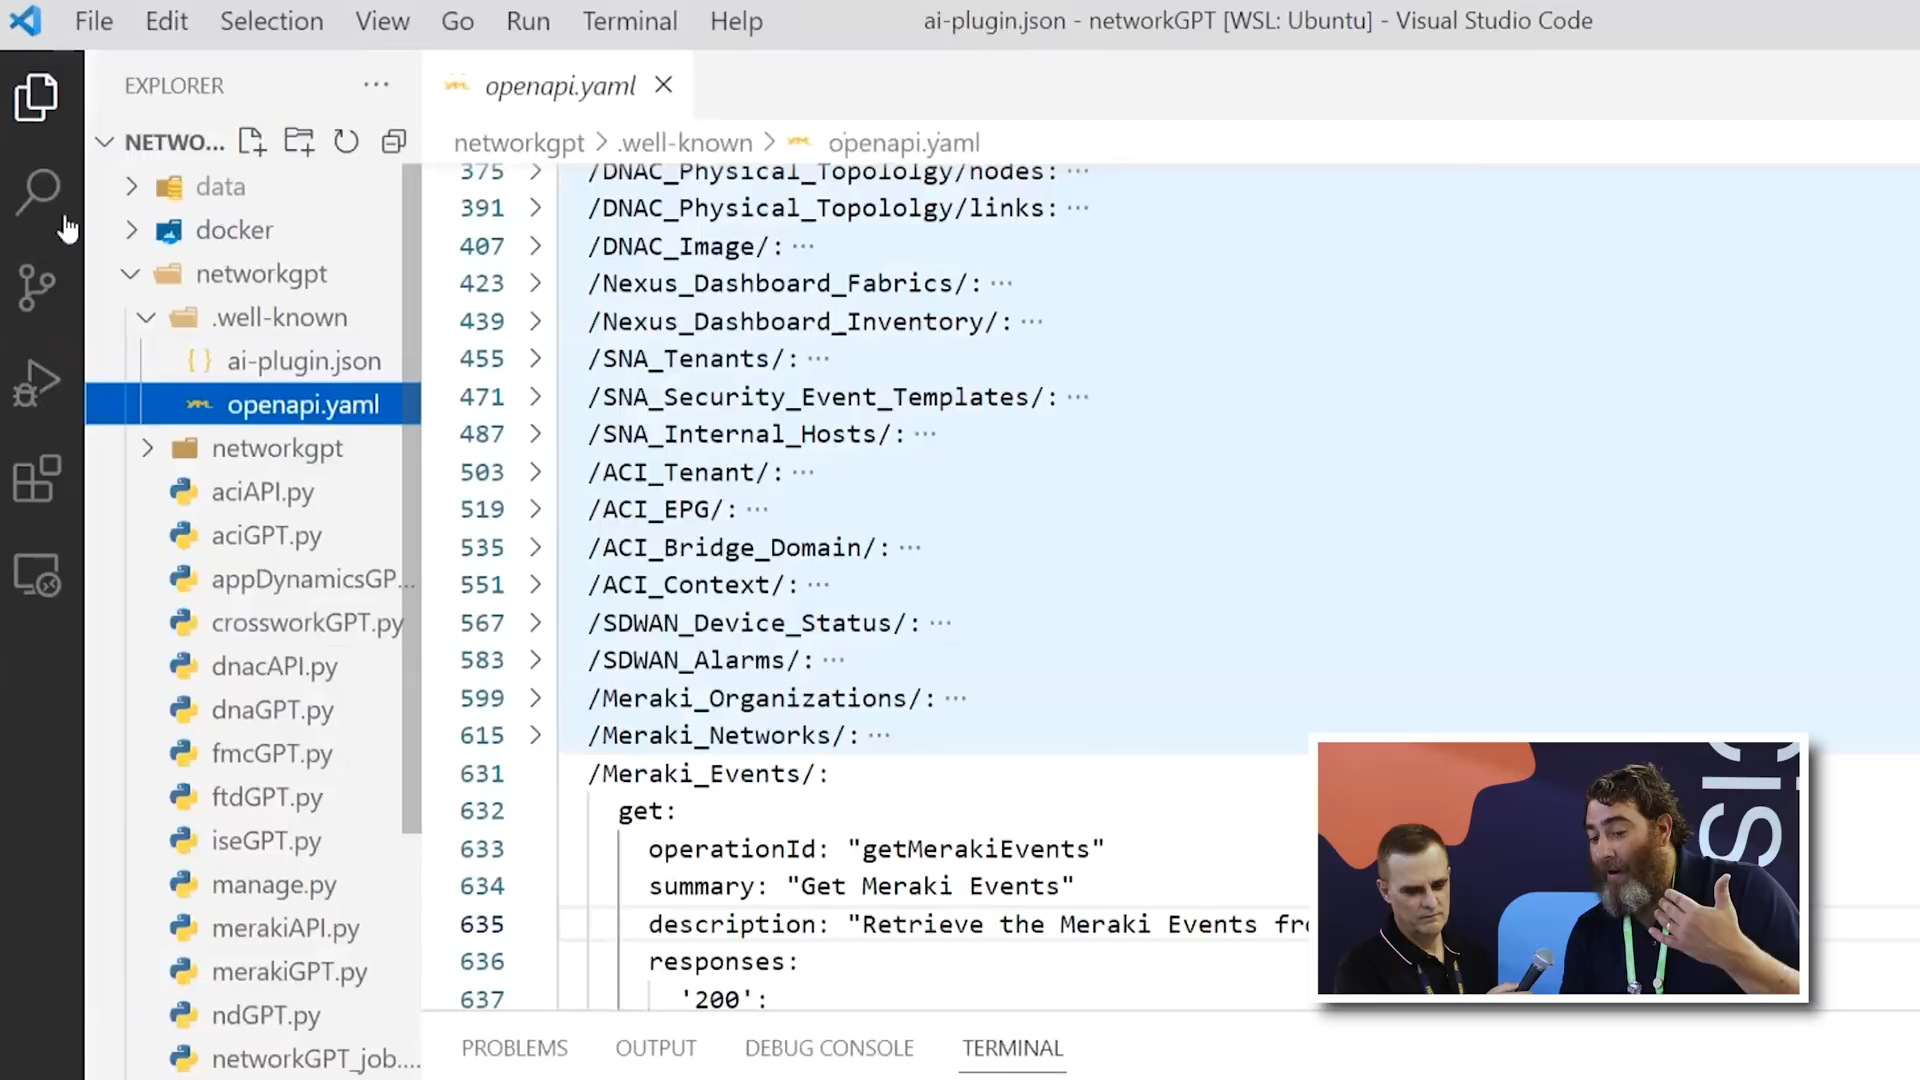 File Edit Selection View Go Run Terminal Help
ai-plugin.json - networkGPT [WSL: Ubuntu] - Visual Studio Code
EXPLORER
NETWO...
data
docker
networkgpt
.well-known
ai-plugin.json
openapi.yaml
networkgpt
aciAPI.py
aciGPT.py
appDynamicsGP...
crossworkGPT.py
dnacAPI.py
dnaGPT.py
fmcGPT.py
ftdGPT.py
iseGPT.py
manage.py
merakiAPI.py
merakiGPT.py
ndGPT.py
networkGPT_job....
openapi.yaml
networkgpt > .well-known > openapi.yaml
375 > /DNAC_Physical_Topololgy/nodes: ...
391 > /DNAC_Physical_Topololgy/links: ...
407 > /DNAC_Image/: ...
423 > /Nexus_Dashboard_Fabrics/: ...
439 > /Nexus_Dashboard_Inventory/: ...
455 > /SNA_Tenants/: ...
471 > /SNA_Security_Event_Templates/: ...
487 > /SNA_Internal_Hosts/: ...
503 > /ACI_Tenant/: ...
519 > /ACI_EPG/: ...
535 > /ACI_Bridge_Domain/: ...
551 > /ACI_Context/: ...
567 > /SDWAN_Device_Status/: ...
583 > /SDWAN_Alarms/: ...
599 > /Meraki_Organizations/: ...
615 > /Meraki_Networks/: ...
631 /Meraki_Events/:
632 get:
633 operationId: "getMerakiEvents"
634 summary: "Get Meraki Events"
635 description: "Retrieve the Meraki Events fr
636 responses:
637 '200':
PROBLEMS OUTPUT DEBUG CONSOLE TERMINAL